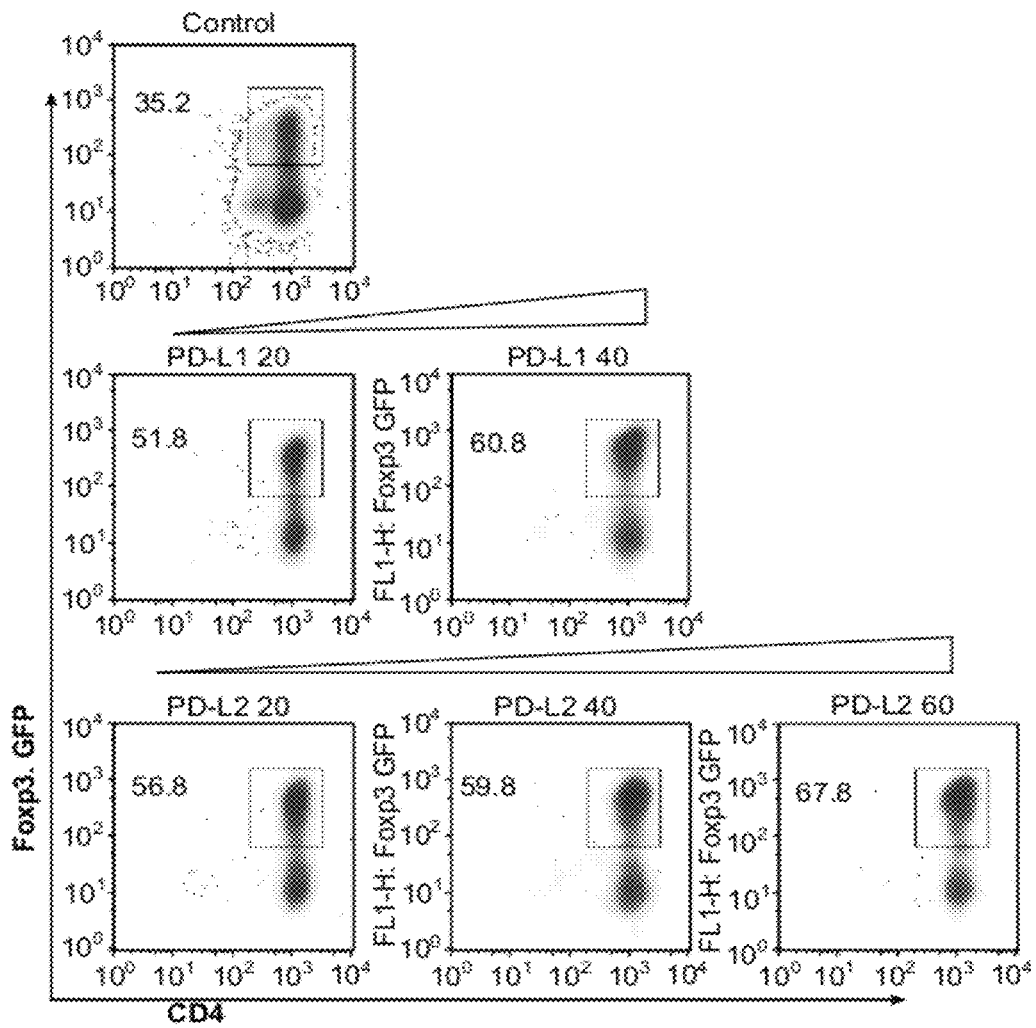 Control
10⁴
10³
10²
10¹
10⁰
35.2
10⁰ 10¹ 10² 10³ 10⁴
PD-L1 20
10⁴
10³
10²
10¹
10⁰
51.8
10⁰ 10¹ 10² 10³ 10⁴
PD-L1 40
FL1-H: Foxp3 GFP
10⁴
10³
10²
10¹
10⁰
60.8
10⁰ 10¹ 10² 10³ 10⁴
PD-L2 20
10⁴
10³
10²
10¹
10⁰
56.8
10⁰ 10¹ 10² 10³ 10⁴
PD-L2 40
FL1-H: Foxp3 GFP
10⁴
10³
10²
10¹
10⁰
59.8
10⁰ 10¹ 10² 10³ 10⁴
PD-L2 60
FL1-H: Foxp3 GFP
10⁴
10³
10²
10¹
10⁰
67.8
10⁰ 10¹ 10² 10³ 10⁴
Foxp3. GFP
CD4